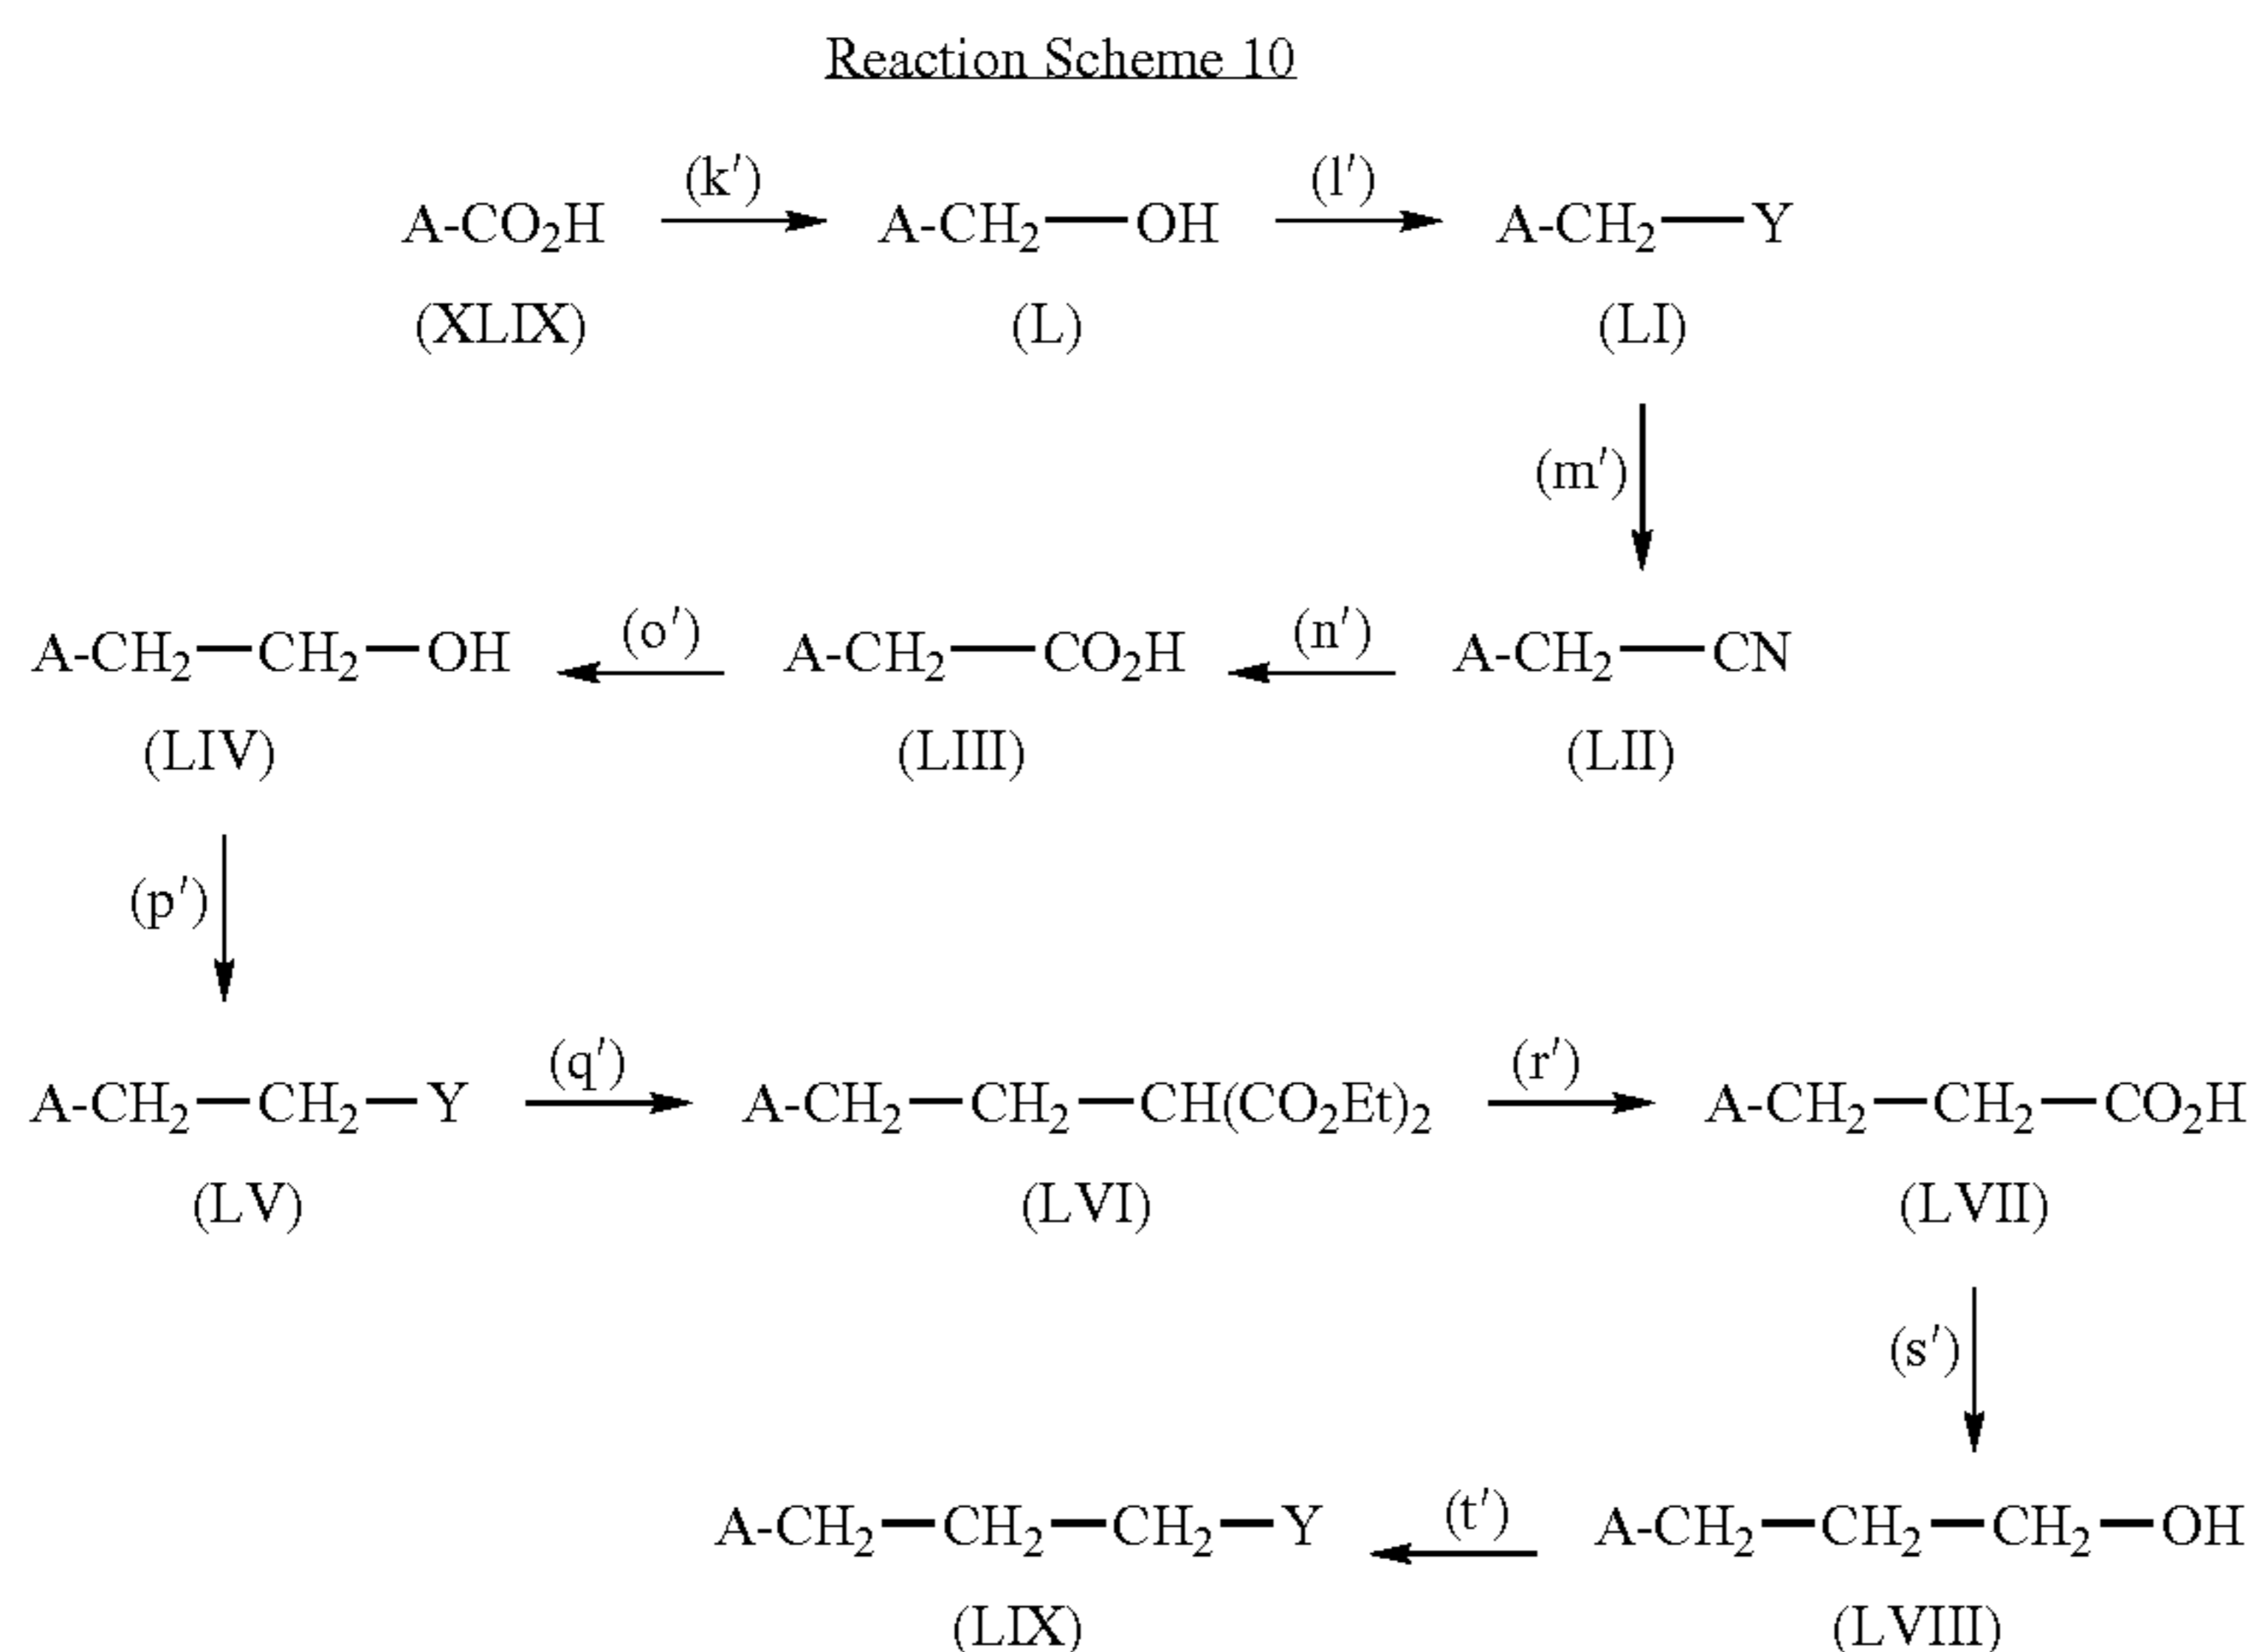 Reaction Scheme 10
(k′) (l′)
A-CO₂H A-CH₂—OH A-CH₂—Y
(XLIX) (L) (LI)
(m′)
(o′) (n′)
A-CH₂—CH₂—OH A-CH₂—CO₂H A-CH₂—CN
(LIV) (LIII) (LII)
(p′)
(q′) (r′)
A-CH₂—CH₂—Y A-CH₂—CH₂—CH(CO₂Et)₂ A-CH₂—CH₂—CO₂H
(LV) (LVI) (LVII)
(s′)
(t′)
A-CH₂—CH₂—CH₂—Y A-CH₂—CH₂—CH₂—OH
(LIX) (LVIII)